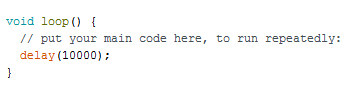 void loop() {
  // put your main code here, to run repeatedly:
  delay(10000);
}